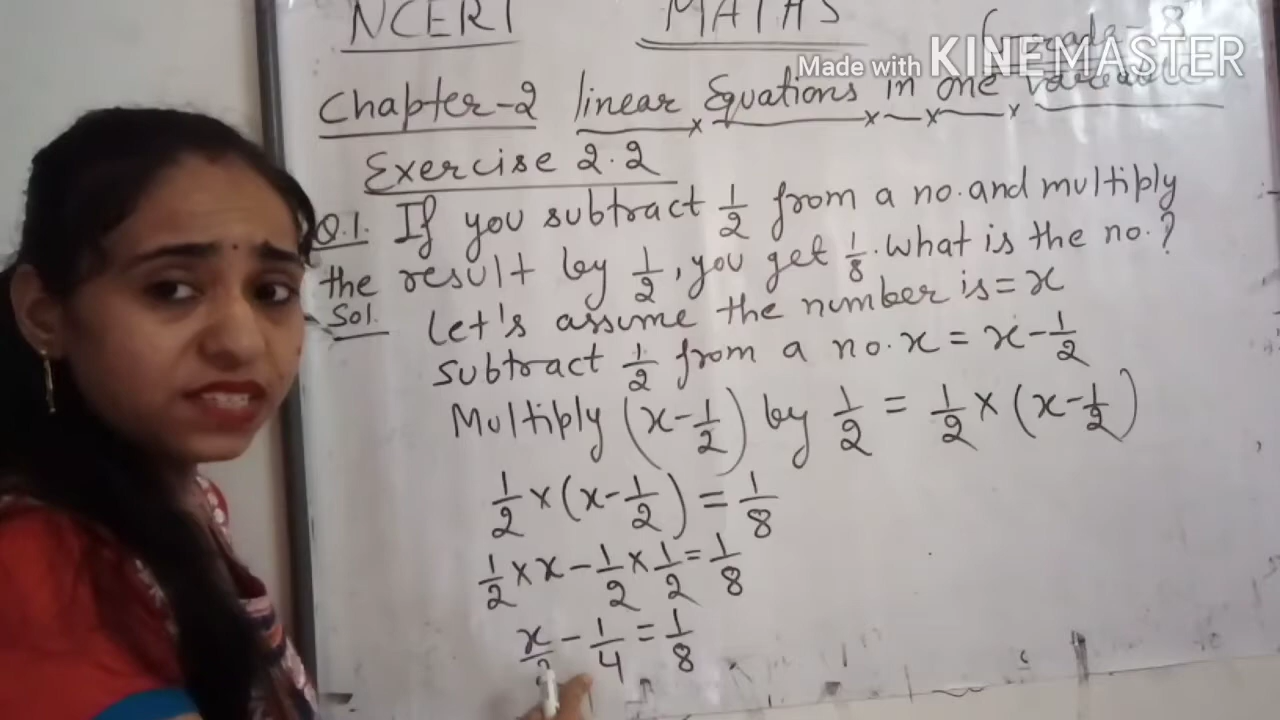 NCERT MATHS Grade-8
Made with KINEMASTER
Chapter-2 linear Equations in one variable
Exercise 2.2
Q.1. If you subtract 1/2 from a no. and multiply
the result by 1/2, you get 1/8. what is the no.?
Sol. Let's assume the number is = x
subtract 1/2 from a no. x = x - 1/2
Multiply (x - 1/2) by 1/2 = 1/2 × (x - 1/2)
1/2 × (x - 1/2) = 1/8
1/2 × x - 1/2 × 1/2 = 1/8
x/2 - 1/4 = 1/8